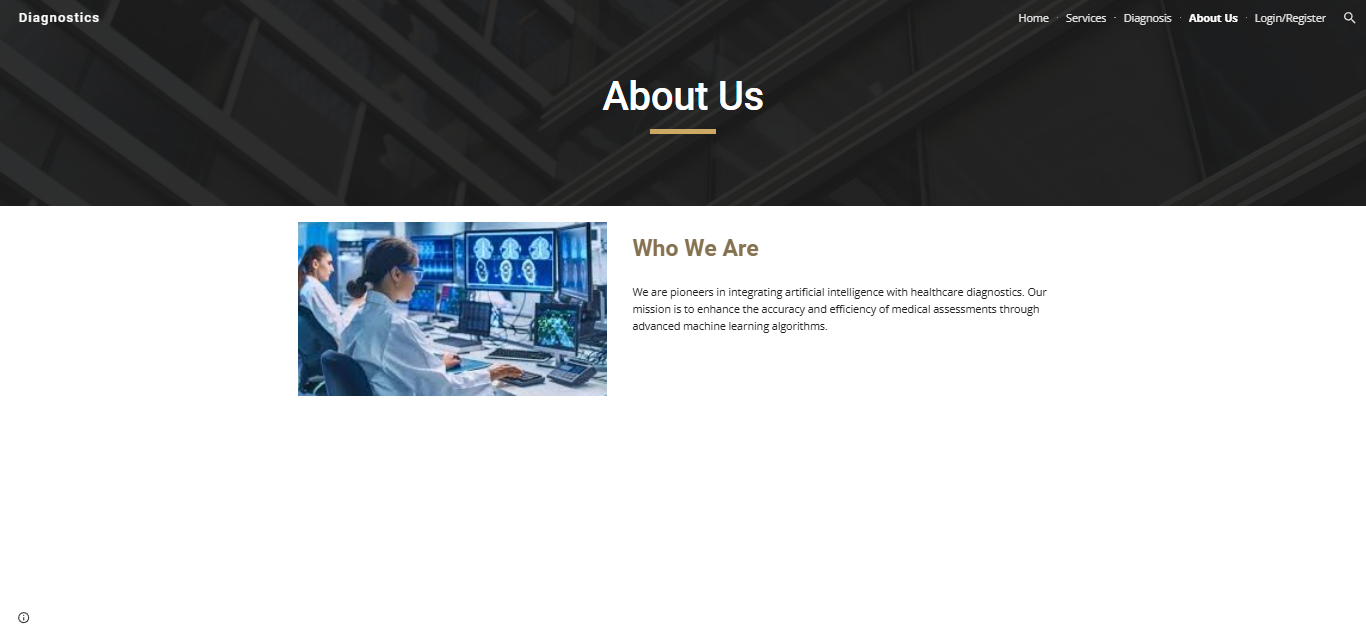 Diagnostics
Home · Services · Diagnosis · About Us · Login/Register
About Us
Who We Are
We are pioneers in integrating artificial intelligence with healthcare diagnostics. Our
mission is to enhance the accuracy and efficiency of medical assessments through
advanced machine learning algorithms.